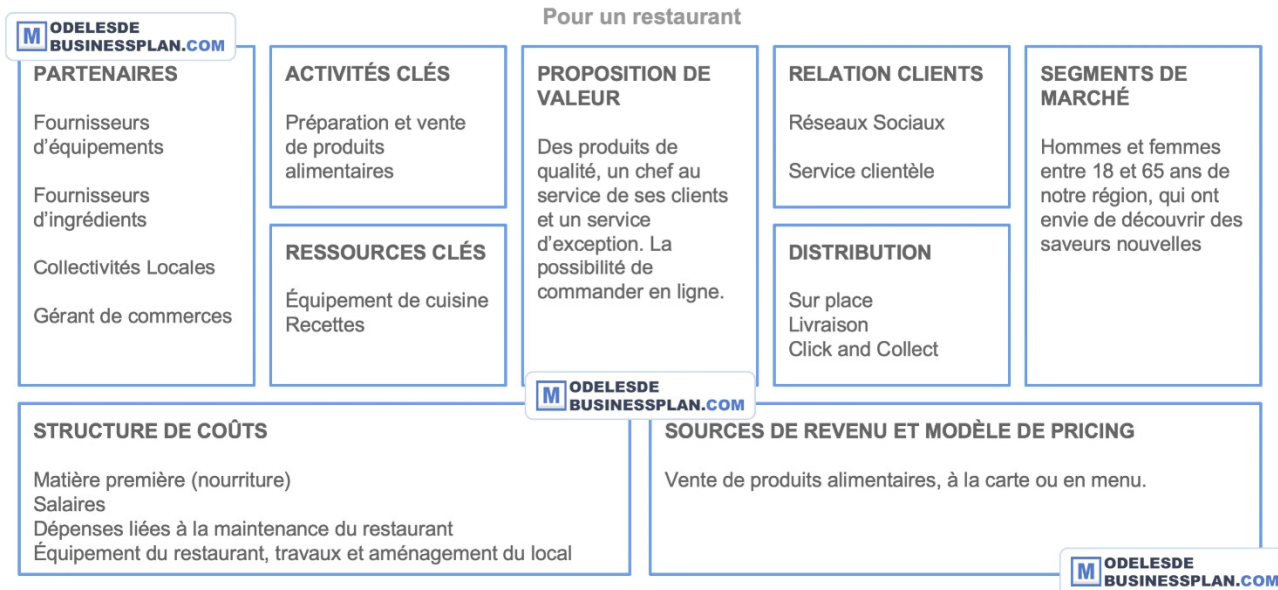 Pour un restaurant
M ODELESDE
BUSINESSPLAN.COM
PARTENAIRES
Fournisseurs
d'équipements
Fournisseurs
d'ingrédients
Collectivités Locales
Gérant de commerces
ACTIVITÉS CLÉS
Préparation et vente
de produits
alimentaires
RESSOURCES CLÉS
Équipement de cuisine
Recettes
PROPOSITION DE
VALEUR
Des produits de
qualité, un chef au
service de ses clients
et un service
d'exception. La
possibilité de
commander en ligne.
RELATION CLIENTS
Réseaux Sociaux
Service clientèle
DISTRIBUTION
Sur place
Livraison
Click and Collect
SEGMENTS DE
MARCHÉ
Hommes et femmes
entre 18 et 65 ans de
notre région, qui ont
envie de découvrir des
saveurs nouvelles
M ODELESDE
BUSINESSPLAN.COM
STRUCTURE DE COÛTS
Matière première (nourriture)
Salaires
Dépenses liées à la maintenance du restaurant
Équipement du restaurant, travaux et aménagement du local
SOURCES DE REVENU ET MODÈLE DE PRICING
Vente de produits alimentaires, à la carte ou en menu.
M ODELESDE
BUSINESSPLAN.COM